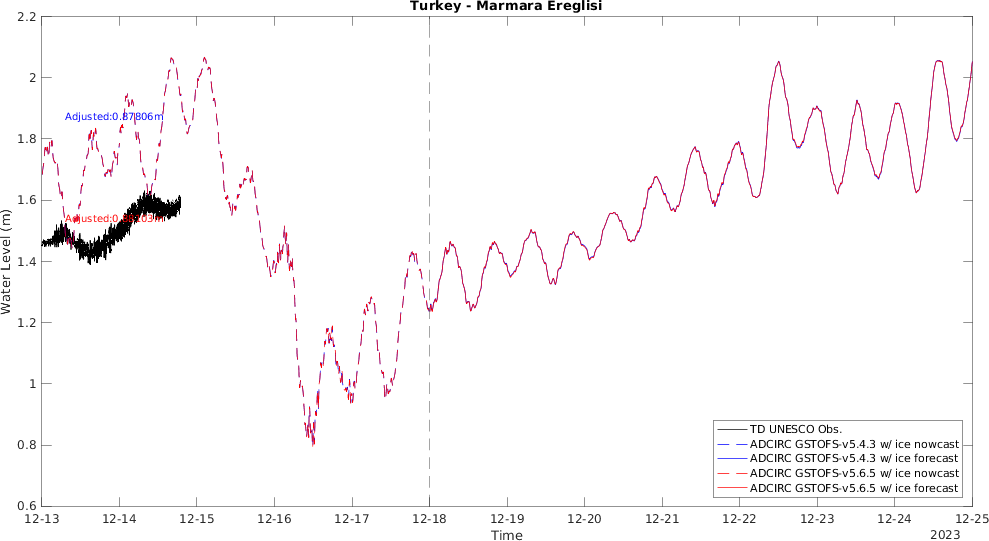 Turkey - Marmara Ereglisi
2.2
2
1.8
1.6
1.4
1.2
1
0.8
0.6
Water Level (m)
Adjusted:0.87806m
12-13
12-14
12-15
12-16
12-17
12-18
12-19
12-20
12-21
12-22
12-23
12-24
12-25
Time
2023
TD UNESCO Obs.
ADCIRC GSTOFS-v5.4.3 w/ ice nowcast
ADCIRC GSTOFS-v5.4.3 w/ ice forecast
ADCIRC GSTOFS-v5.6.5 w/ ice nowcast
ADCIRC GSTOFS-v5.6.5 w/ ice forecast